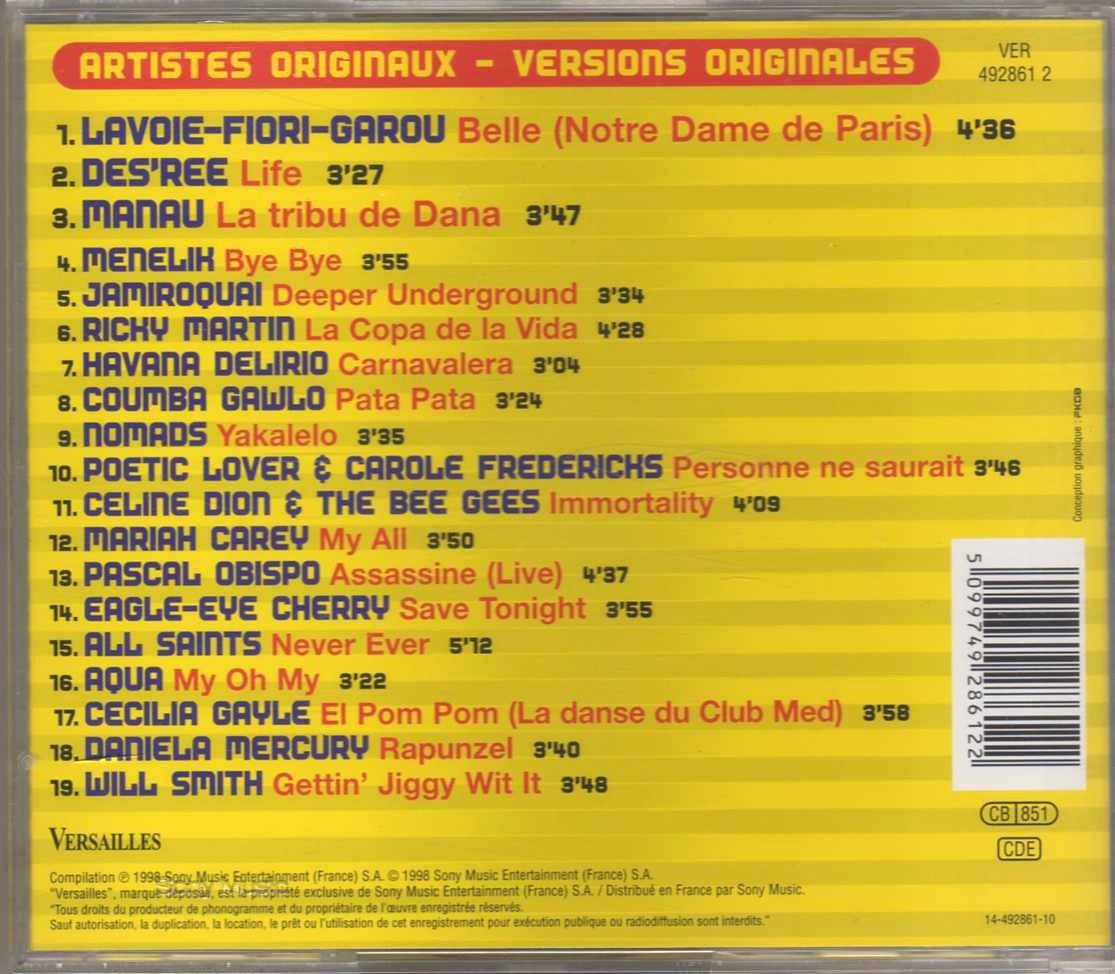 ARTISTES ORIGINAUX - VERSIONS ORIGINALES
VER
492861 2
1. LAVOIE-FIORI-GAROU Belle (Notre Dame de Paris) 4'36
2. DES'REE Life 3'27
3. MANAU La tribu de Dana 3'47
4. MENELIK Bye Bye 3'55
5. JAMIROQUAI Deeper Underground 3'34
6. RICKY MARTIN La Copa de la Vida 4'28
7. HAVANA DELIRIO Carnavalera 3'04
8. COUMBA GAWLO Pata Pata 3'24
9. NOMADS Yakalelo 3'35
10. POETIC LOVER & CAROLE FREDERICKS Personne ne saurait 3'46
11. CELINE DION & THE BEE GEES Immortality 4'09
12. MARIAH CAREY My All 3'50
13. PASCAL OBISPO Assassine (Live) 4'37
14. EAGLE-EYE CHERRY Save Tonight 3'55
15. ALL SAINTS Never Ever 5'12
16. AQUA My Oh My 3'22
17. CECILIA GAYLE El Pom Pom (La danse du Club Med) 3'58
18. DANIELA MERCURY Rapunzel 3'40
19. WILL SMITH Gettin' Jiggy Wit It 3'48
Conception graphique :
5 099749 286122
CB 851
CDE
VERSAILLES
Compilation ℗ 1998 Sony Music Entertainment (France) S.A. © 1998 Sony Music Entertainment (France) S.A.
"Versailles", marque déposée, est la propriété exclusive de Sony Music Entertainment (France) S.A. / Distribué en France par Sony Music.
"Tous droits du producteur de phonogramme et du propriétaire de l'œuvre enregistrée réservés.
Sauf autorisation, la duplication, la location, le prêt ou l'utilisation de cet enregistrement pour exécution publique ou radiodiffusion sont interdits."
14-492861-10